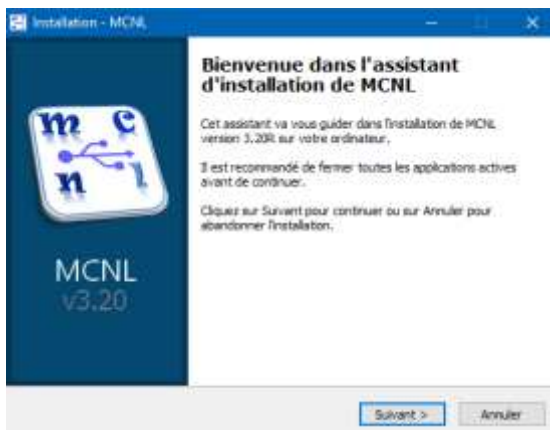 Installation - MCNL
Bienvenue dans l'assistant
d'installation de MCNL
Cet assistant va vous guider dans l'installation de MCNL
version 3.20R sur votre ordinateur.
Il est recommandé de fermer toutes les applications actives
avant de continuer.
Cliquez sur Suivant pour continuer ou sur Annuler pour
abandonner l'installation.
m c
n l
MCNL
v3.20
Suivant >
Annuler